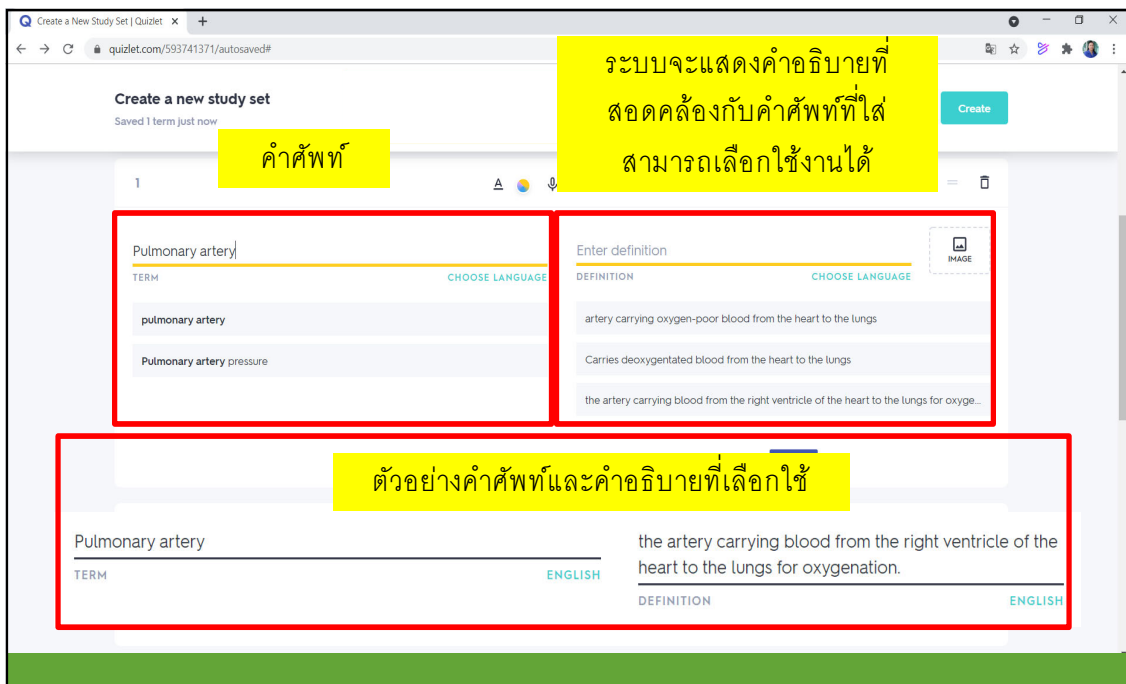 Create a New Study Set | Quizlet
quizlet.com/593741371/autosaved#
Create a new study set
Saved 1 term just now
Create
คำศัพท์
ระบบจะแสดงคำอธิบายที่
สอดคล้องกับคำศัพท์ที่ใส่
สามารถเลือกใช้งานได้
1
Pulmonary artery
TERM
CHOOSE LANGUAGE
pulmonary artery
Pulmonary artery pressure
Enter definition
DEFINITION
CHOOSE LANGUAGE
IMAGE
artery carrying oxygen-poor blood from the heart to the lungs
Carries deoxygentated blood from the heart to the lungs
the artery carrying blood from the right ventricle of the heart to the lungs for oxyge...
ตัวอย่างคำศัพท์และคำอธิบายที่เลือกใช้
Pulmonary artery
TERM
ENGLISH
the artery carrying blood from the right ventricle of the
heart to the lungs for oxygenation.
DEFINITION
ENGLISH